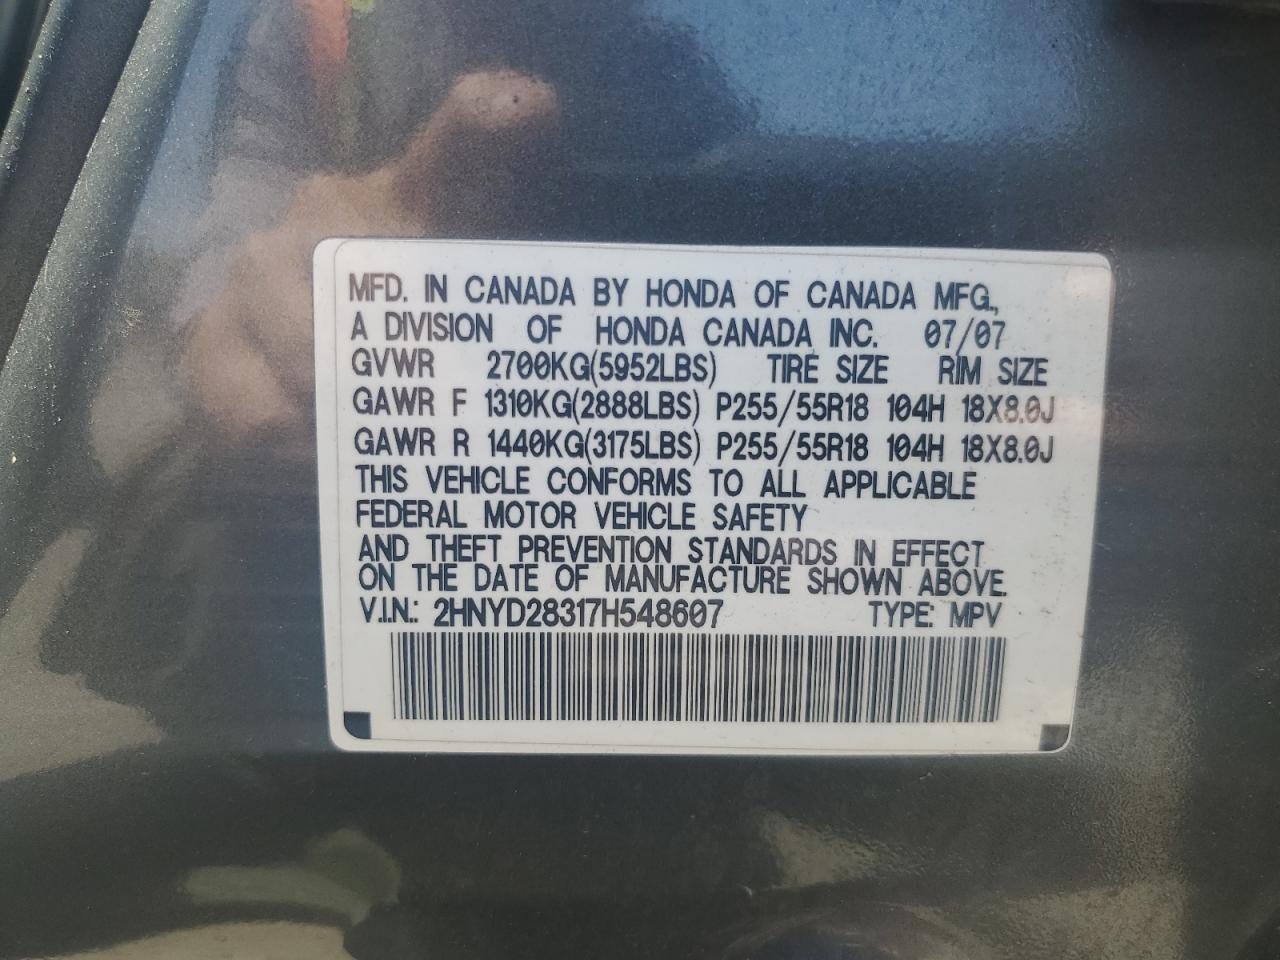 MFD. IN CANADA BY HONDA OF CANADA MFG.,
A DIVISION OF HONDA CANADA INC. 07/07
GVWR 2700KG(5952LBS) TIRE SIZE RIM SIZE
GAWR F 1310KG(2888LBS) P255/55R18 104H 18X8.0J
GAWR R 1440KG(3175LBS) P255/55R18 104H 18X8.0J
THIS VEHICLE CONFORMS TO ALL APPLICABLE
FEDERAL MOTOR VEHICLE SAFETY
AND THEFT PREVENTION STANDARDS IN EFFECT
ON THE DATE OF MANUFACTURE SHOWN ABOVE.
V.I.N.: 2HNYD28317H548607 TYPE: MPV